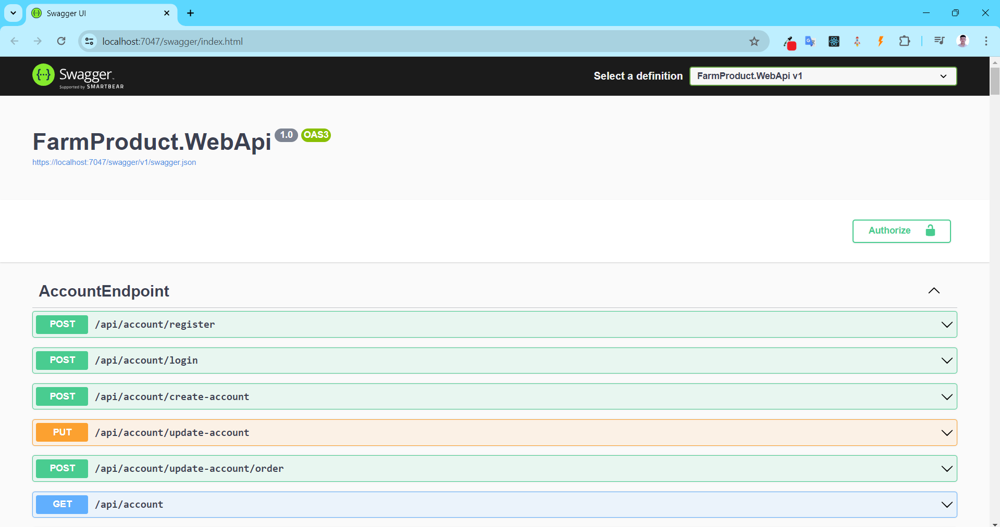 Swagger UI
localhost:7047/swagger/index.html
Swagger
Supported by SMARTBEAR
Select a definition
FarmProduct.WebApi v1
FarmProduct.WebApi 1.0 OAS3
https://localhost:7047/swagger/v1/swagger.json
Authorize
AccountEndpoint
POST /api/account/register
POST /api/account/login
POST /api/account/create-account
PUT /api/account/update-account
POST /api/account/update-account/order
GET /api/account